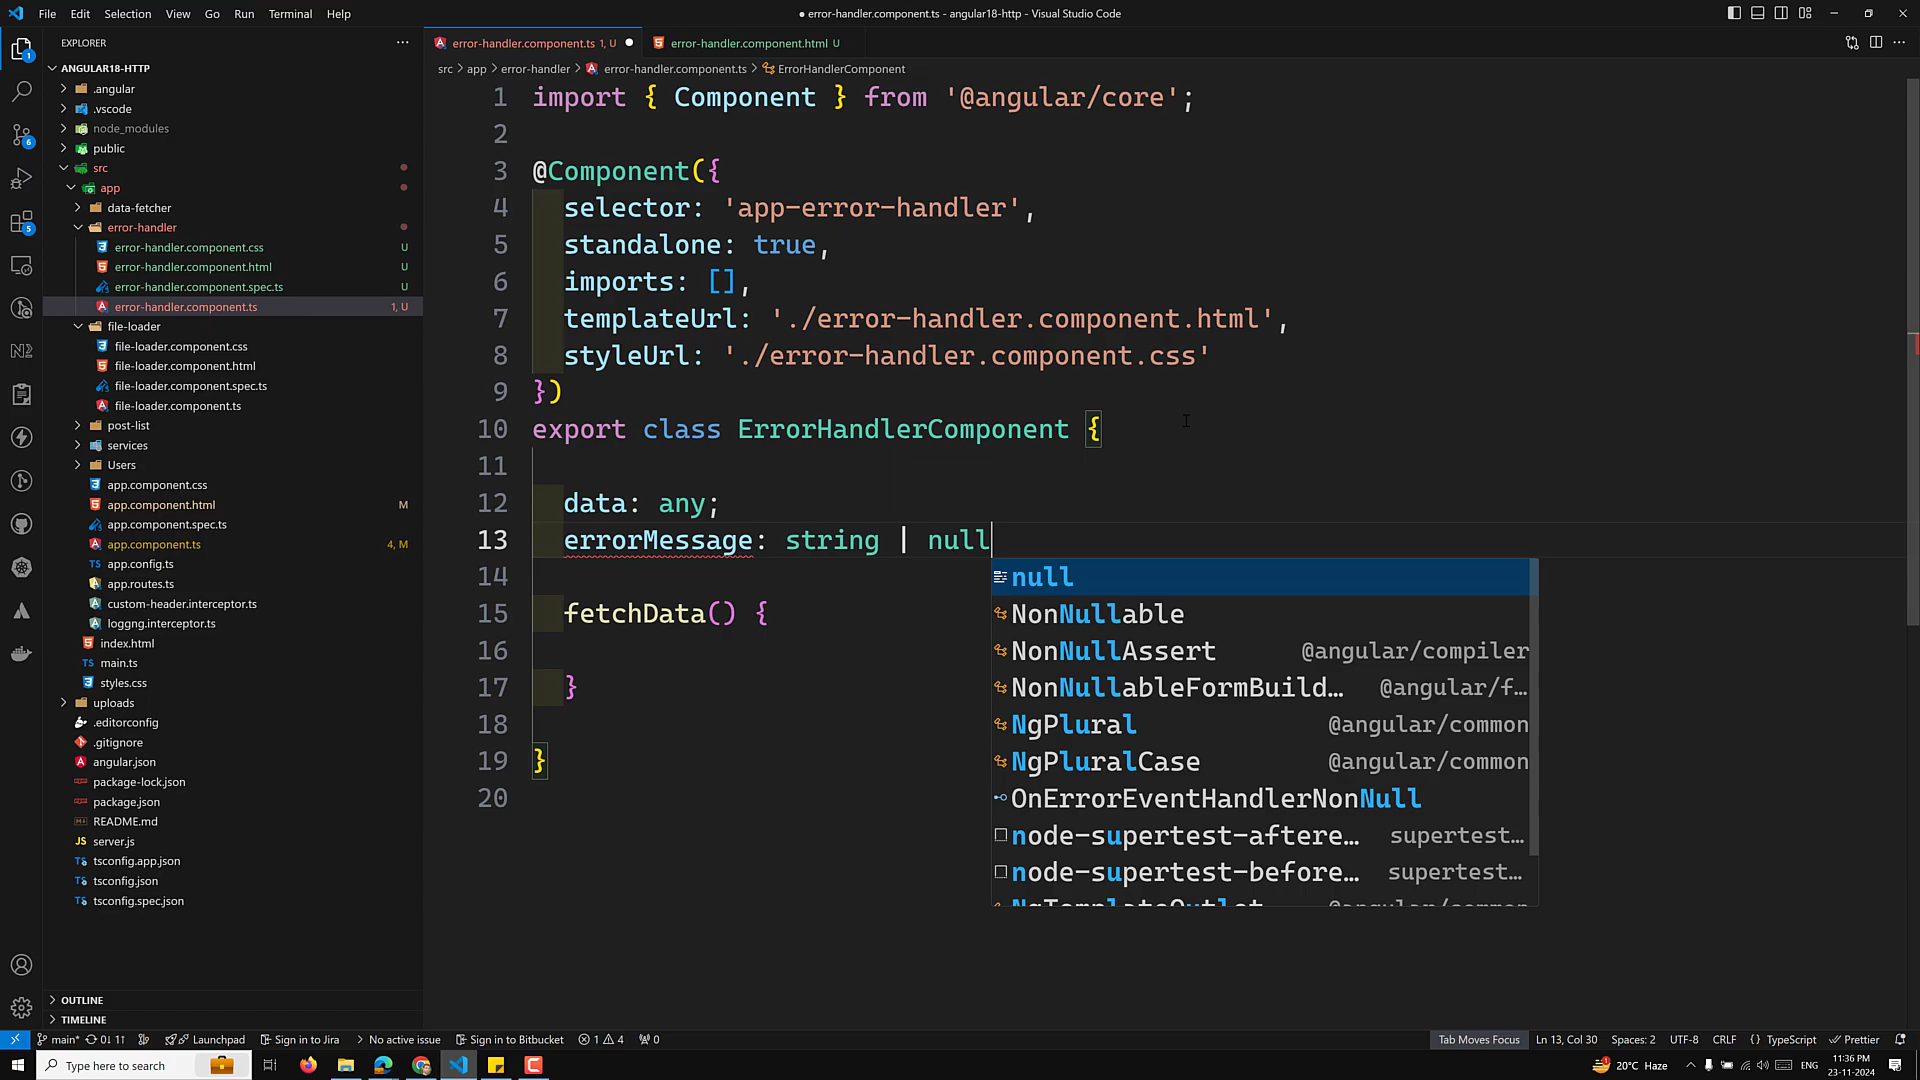 File Edit Selection View Go Run Terminal Help
● error-handler.component.ts - angular18-http - Visual Studio Code
EXPLORER
ANGULAR18-HTTP
.angular
.vscode
node_modules
public
src
app
data-fetcher
error-handler
error-handler.component.css U
error-handler.component.html U
error-handler.component.spec.ts U
error-handler.component.ts 1, U
file-loader
file-loader.component.css
file-loader.component.html
file-loader.component.spec.ts
file-loader.component.ts
post-list
services
Users
app.component.css
app.component.html M
app.component.spec.ts
app.component.ts 4, M
app.config.ts
app.routes.ts
custom-header.interceptor.ts
loggng.interceptor.ts
index.html
main.ts
styles.css
uploads
.editorconfig
.gitignore
angular.json
package-lock.json
package.json
README.md
server.js
tsconfig.app.json
tsconfig.json
tsconfig.spec.json
OUTLINE
TIMELINE
error-handler.component.ts 1, U ●
error-handler.component.html U
src > app > error-handler > error-handler.component.ts > ErrorHandlerComponent
1 import { Component } from '@angular/core';
2
3 @Component({
4 selector: 'app-error-handler',
5 standalone: true,
6 imports: [],
7 templateUrl: './error-handler.component.html',
8 styleUrl: './error-handler.component.css'
9 })
10 export class ErrorHandlerComponent {
11
12 data: any;
13 errorMessage: string | null
14
15 fetchData() {
16
17 }
18
19 }
20
null
NonNullable
NonNullAssert @angular/compiler
NonNullableFormBuild… @angular/f…
NgPlural @angular/common
NgPluralCase @angular/common
OnErrorEventHandlerNonNull
node-supertest-aftere… supertest…
node-supertest-before… supertest…
NgTemplateOutlet @angular/common
main* 0↓ 1↑ Launchpad Sign in to Jira No active issue Sign in to Bitbucket 1 4 0
Tab Moves Focus Ln 13, Col 30 Spaces: 2 UTF-8 CRLF {} TypeScript Prettier
Type here to search
20°C Haze ENG 11:36 PM
23-11-2024